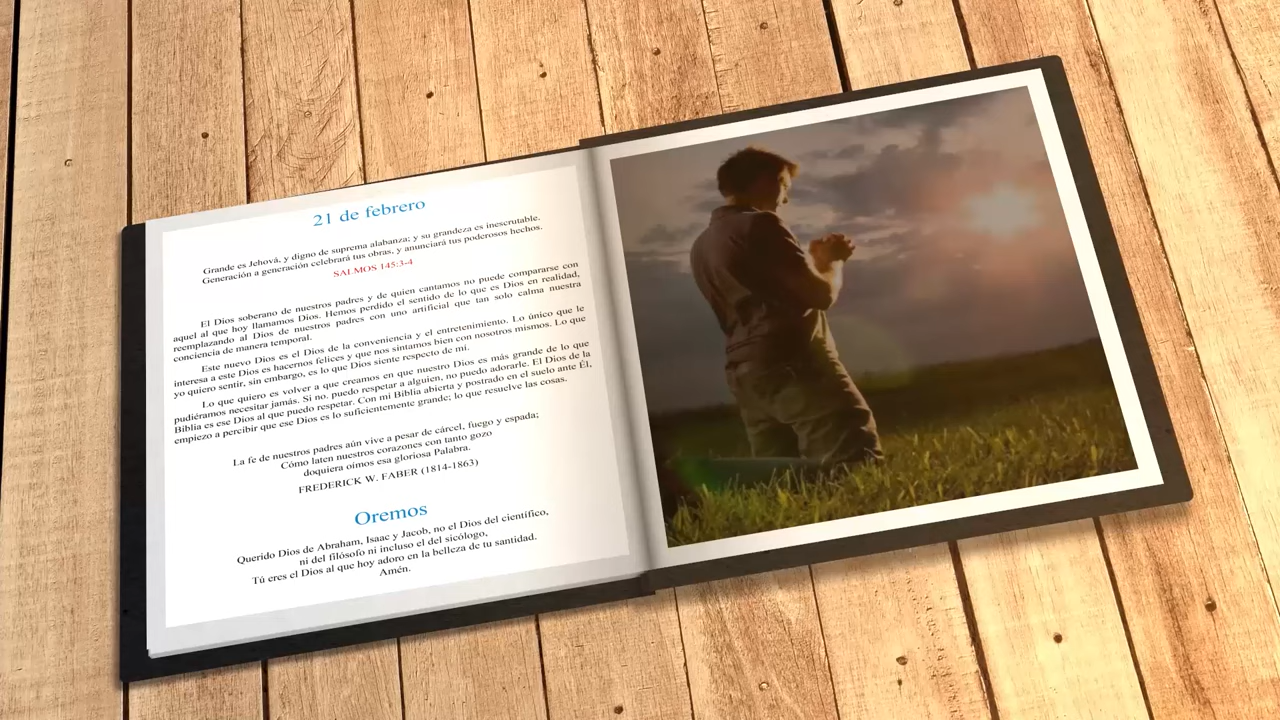 21 de febrero
Grande es Jehová, y digno de suprema alabanza; y su grandeza es inescrutable.
Generación a generación celebrará tus obras, y anunciará tus poderosos hechos.
SALMOS 145:3-4
El Dios soberano de nuestros padres y de quien cantamos no puede compararse con
aquel al que hoy llamamos Dios. Hemos perdido el sentido de lo que es Dios en realidad,
reemplazando al Dios de nuestros padres con uno artificial que tan solo calma nuestra
conciencia de manera temporal.
Este nuevo Dios es el Dios de la conveniencia y el entretenimiento. Lo único que le
interesa a este Dios es hacernos felices y que nos sintamos bien con nosotros mismos. Lo que
yo quiero sentir, sin embargo, es lo que Dios siente respecto de mi.
Lo que quiero es volver a que creamos en que nuestro Dios es más grande de lo que
pudiéramos necesitar jamás. Si no. puedo respetar a alguien, no puedo adorarle. El Dios de la
Biblia es ese Dios al que puedo respetar. Con mi Biblia abierta y postrado en el suelo ante Él,
empiezo a percibir que ese Dios es lo suficientemente grande; lo que resuelve las cosas.
La fe de nuestros padres aún vive a pesar de cárcel, fuego y espada;
Cómo laten nuestros corazones con tanto gozo
doquiera oímos esa gloriosa Palabra.
FREDERICK W. FABER (1814-1863)
Oremos
Querido Dios de Abraham, Isaac y Jacob, no el Dios del científico,
ni del filósofo ni incluso el del sicólogo,
Tú eres el Dios al que hoy adoro en la belleza de tu santidad.
Amén.